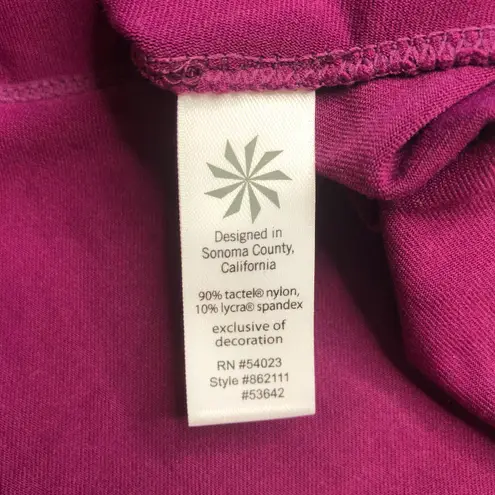 Designed in
Sonoma County,
California
90% tactel® nylon,
10% lycra® spandex
exclusive of
decoration
RN #54023
Style #862111
#53642